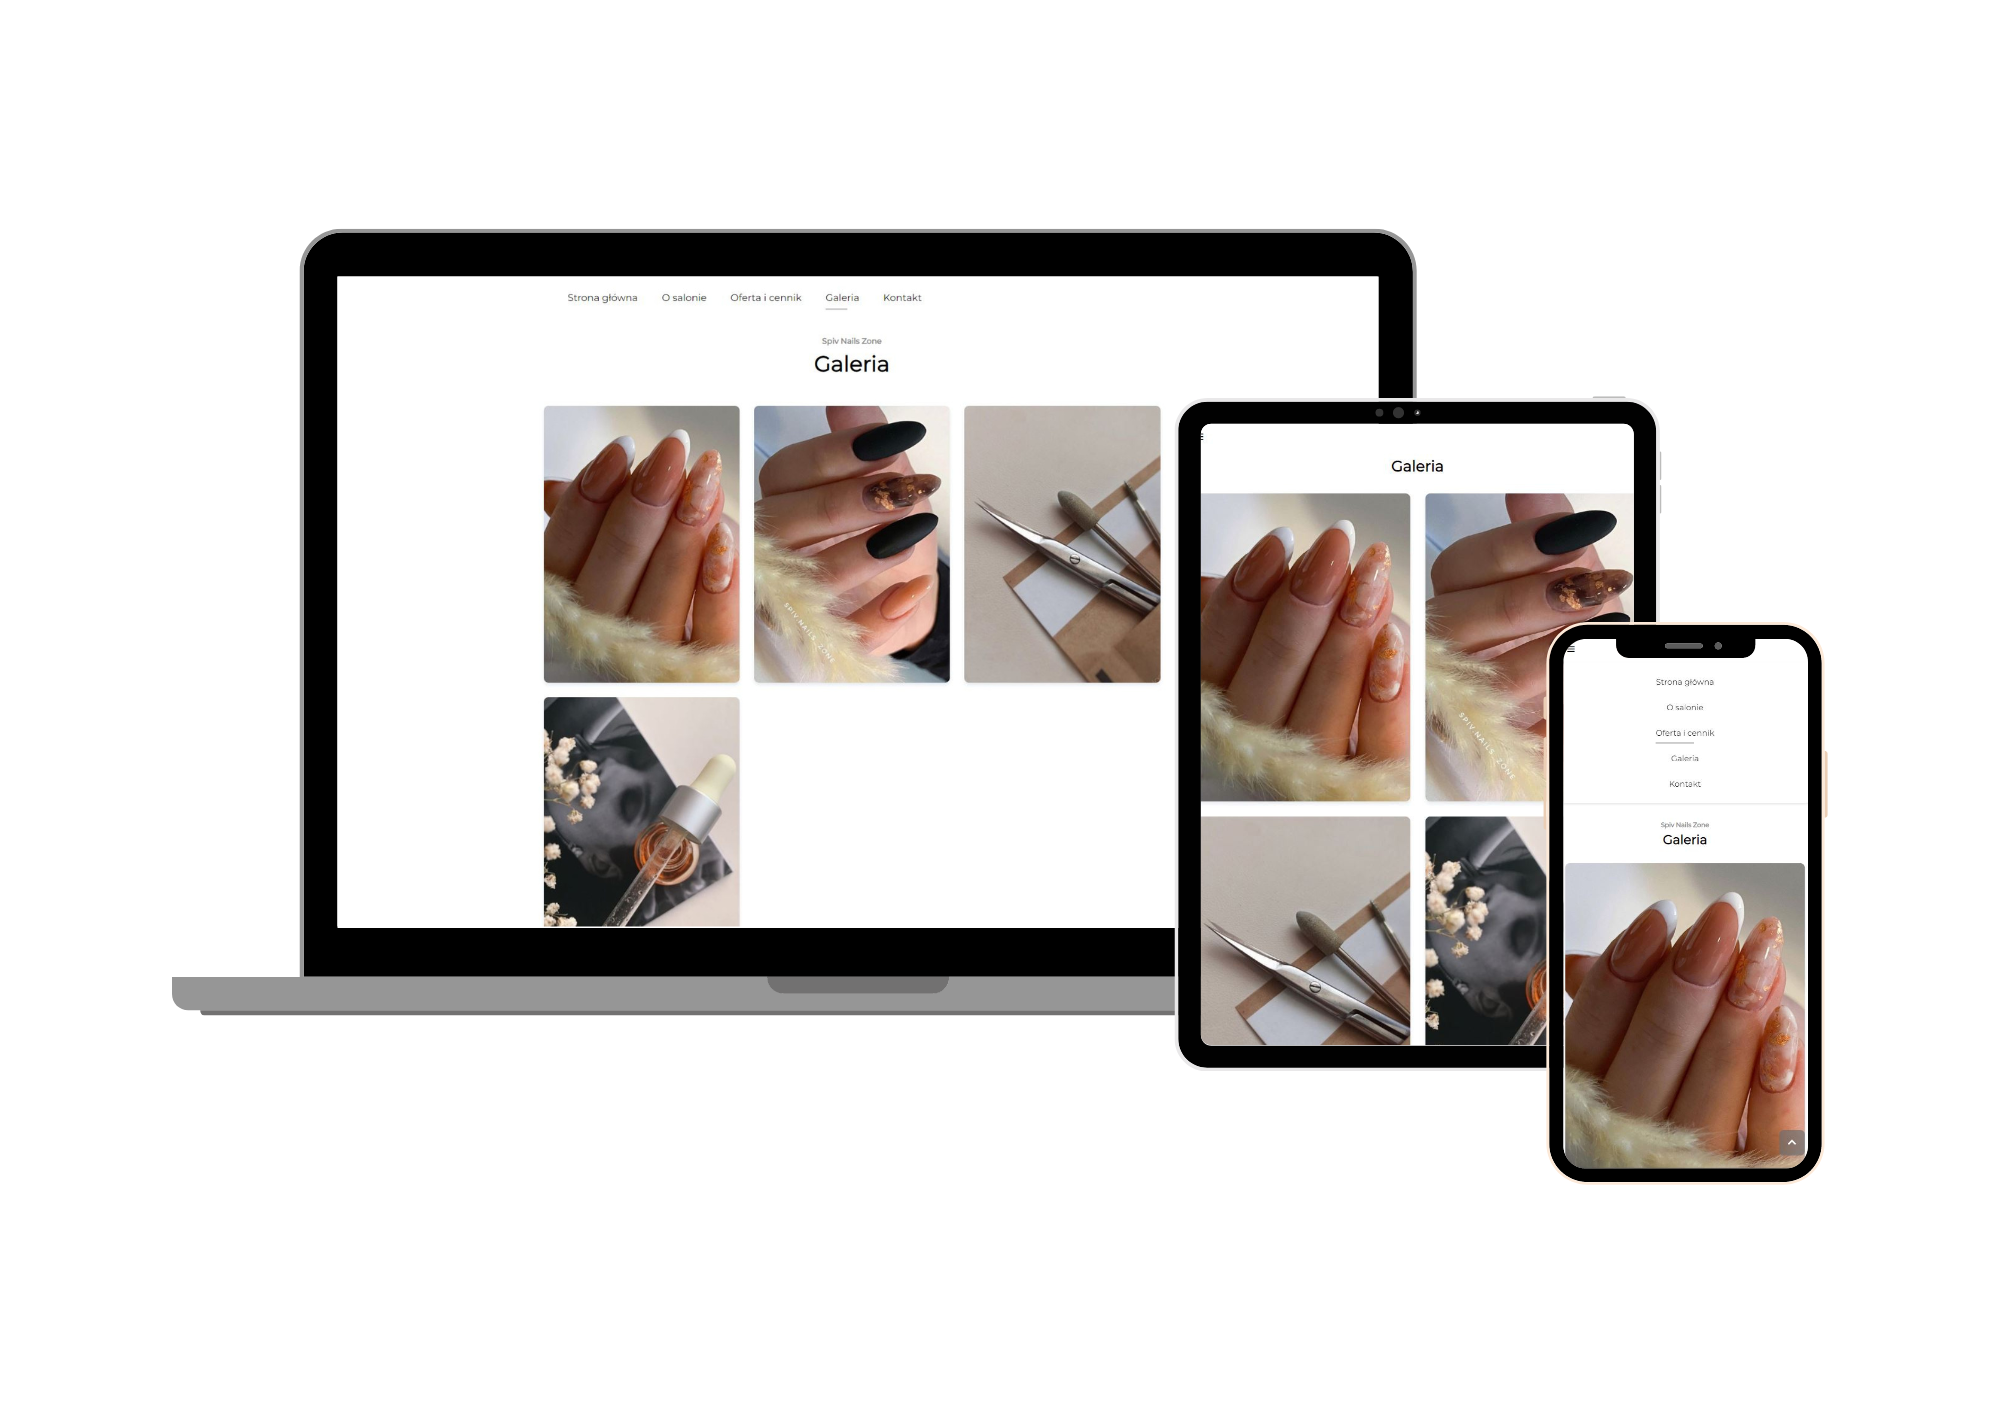 Strona główna O salonie Oferta i cennik Galeria Kontakt
Spiv Nails Zone
Galeria
SPIV NAILS ZONE
Galeria
SPIV NAILS ZONE
Strona główna
O salonie
Oferta i cennik
Galeria
Kontakt
Spiv Nails Zone
Galeria